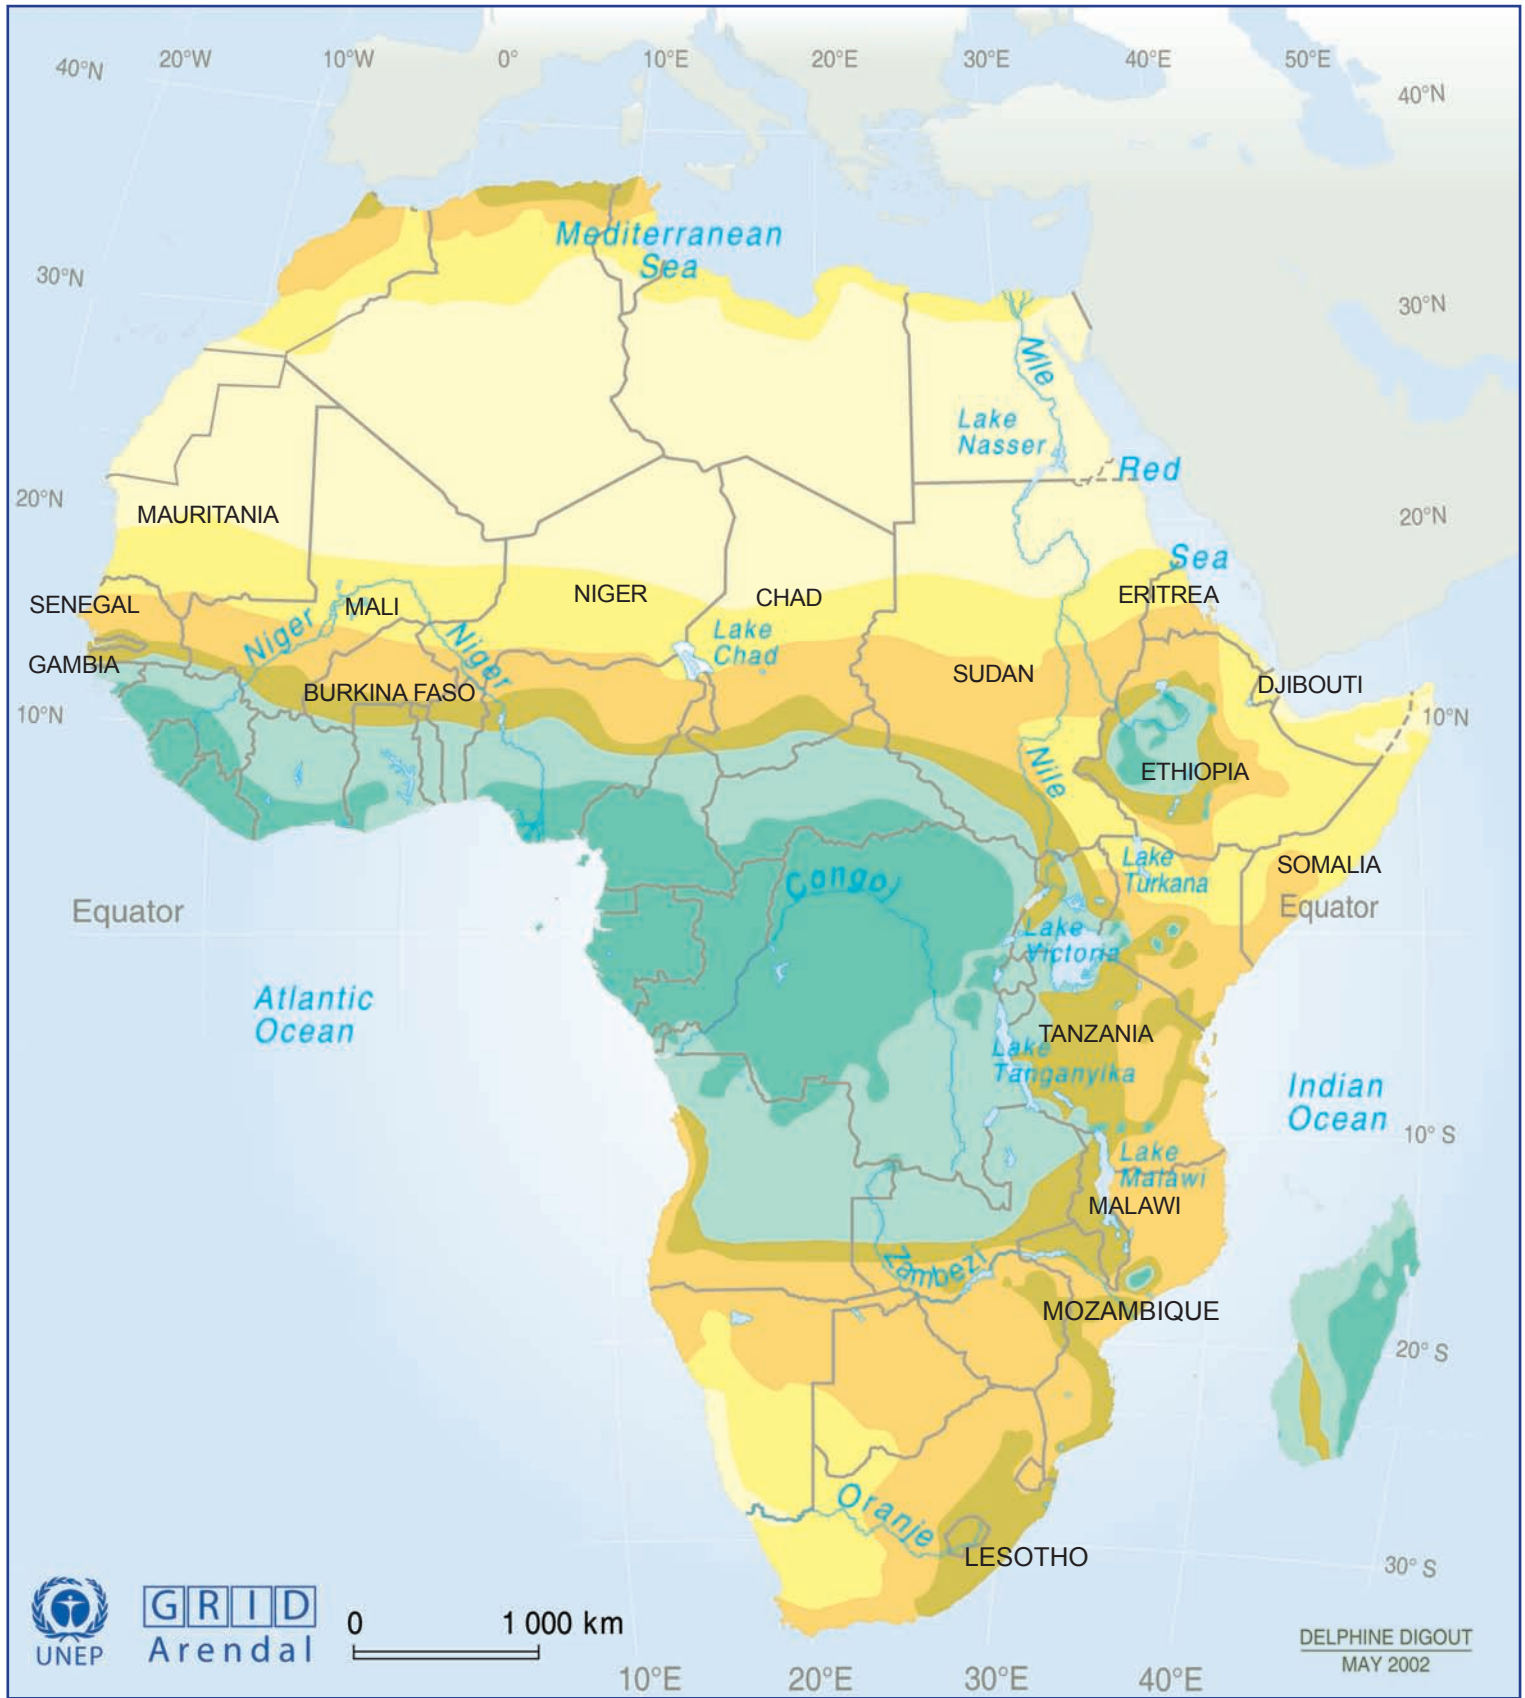 40°N
20°W
10°W
0°
10°E
20°E
30°E
40°E
50°E
40°N
Mediterranean
Sea
30°N
30°N
Nile
Lake
Nasser
Red
Sea
20°N
20°N
MAURITANIA
SENEGAL
Niger
MALI
NIGER
CHAD
ERITREA
Niger
Lake
Chad
GAMBIA
BURKINA FASO
SUDAN
DJIBOUTI
10°N
10°N
Nile
ETHIOPIA
Lake
Turkana
SOMALIA
Congo
Equator
Equator
Lake
Victoria
Atlantic
Ocean
TANZANIA
Lake
Tanganyika
Indian
Ocean
10° S
Lake
Malawi
MALAWI
Zambezi
MOZAMBIQUE
20° S
Oranje
LESOTHO
30° S
UNEP
GRID
Arendal
0
1 000 km
DELPHINE DIGOUT
MAY 2002
10°E
20°E
30°E
40°E